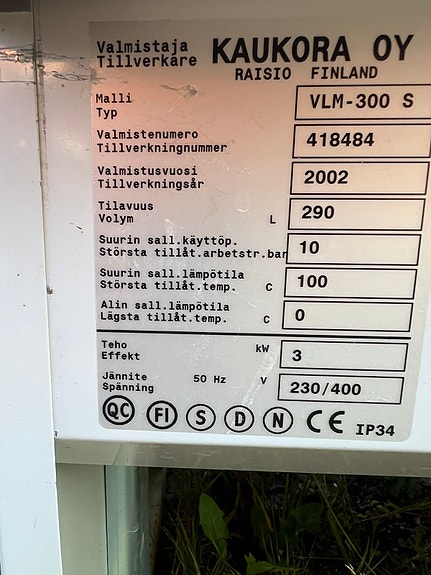 Valmistaja KAUKORA OY
Tillverkare RAISIO FINLAND
Malli VLM-300 S
Typ
Valmistenumero 418484
Tillverkningnummer
Valmistusvuosi 2002
Tillverkningsår
Tilavuus 290
Volym L
Suurin sall.käyttöp. 10
Största tillåt.arbetstr.bar
Suurin sall.lämpötila 100
Största tillåt.temp. C
Alin sall.lämpötila 0
Lägsta tillåt.temp. C
Teho kW 3
Effekt
Jännite 50 Hz V 230/400
Spänning
QC FI S D N CE IP34